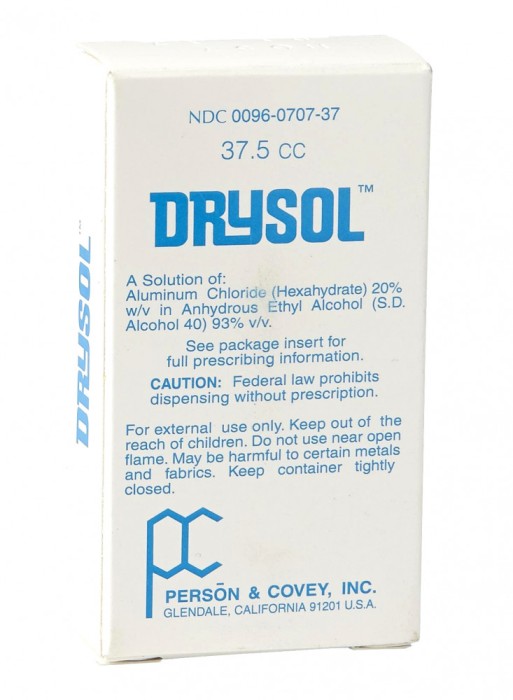 NDC 0096-0707-37
37.5 CC
DRYSOL™
A Solution of:
Aluminum Chloride (Hexahydrate) 20%
w/v in Anhydrous Ethyl Alcohol (S.D.
Alcohol 40) 93% v/v.
See package insert for
full prescribing information.
CAUTION: Federal law prohibits
dispensing without prescription.
For external use only. Keep out of the
reach of children. Do not use near open
flame. May be harmful to certain metals
and fabrics. Keep container tightly
closed.
PC
PERSŌN & COVEY, INC.
GLENDALE, CALIFORNIA 91201 U.S.A.
DRYSOL™